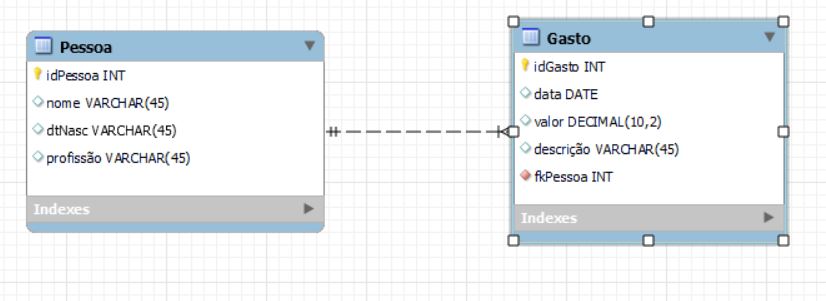 Pessoa
idPessoa INT
nome VARCHAR(45)
dtNasc VARCHAR(45)
profissão VARCHAR(45)
Indexes
Gasto
idGasto INT
data DATE
valor DECIMAL(10,2)
descrição VARCHAR(45)
fkPessoa INT
Indexes